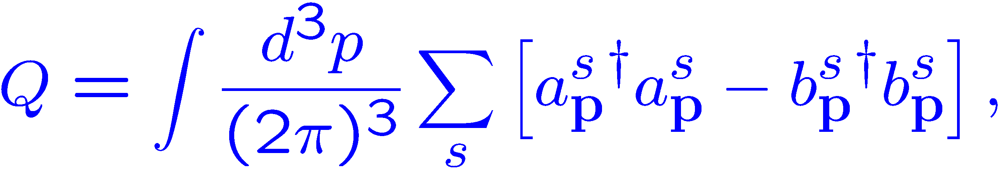 $Q = \int \frac{d^3p}{(2\pi)^3} \sum_s \left[ a_{\mathbf{p}}^{s\dagger} a_{\mathbf{p}}^{s} - b_{\mathbf{p}}^{s\dagger} b_{\mathbf{p}}^{s} \right],$